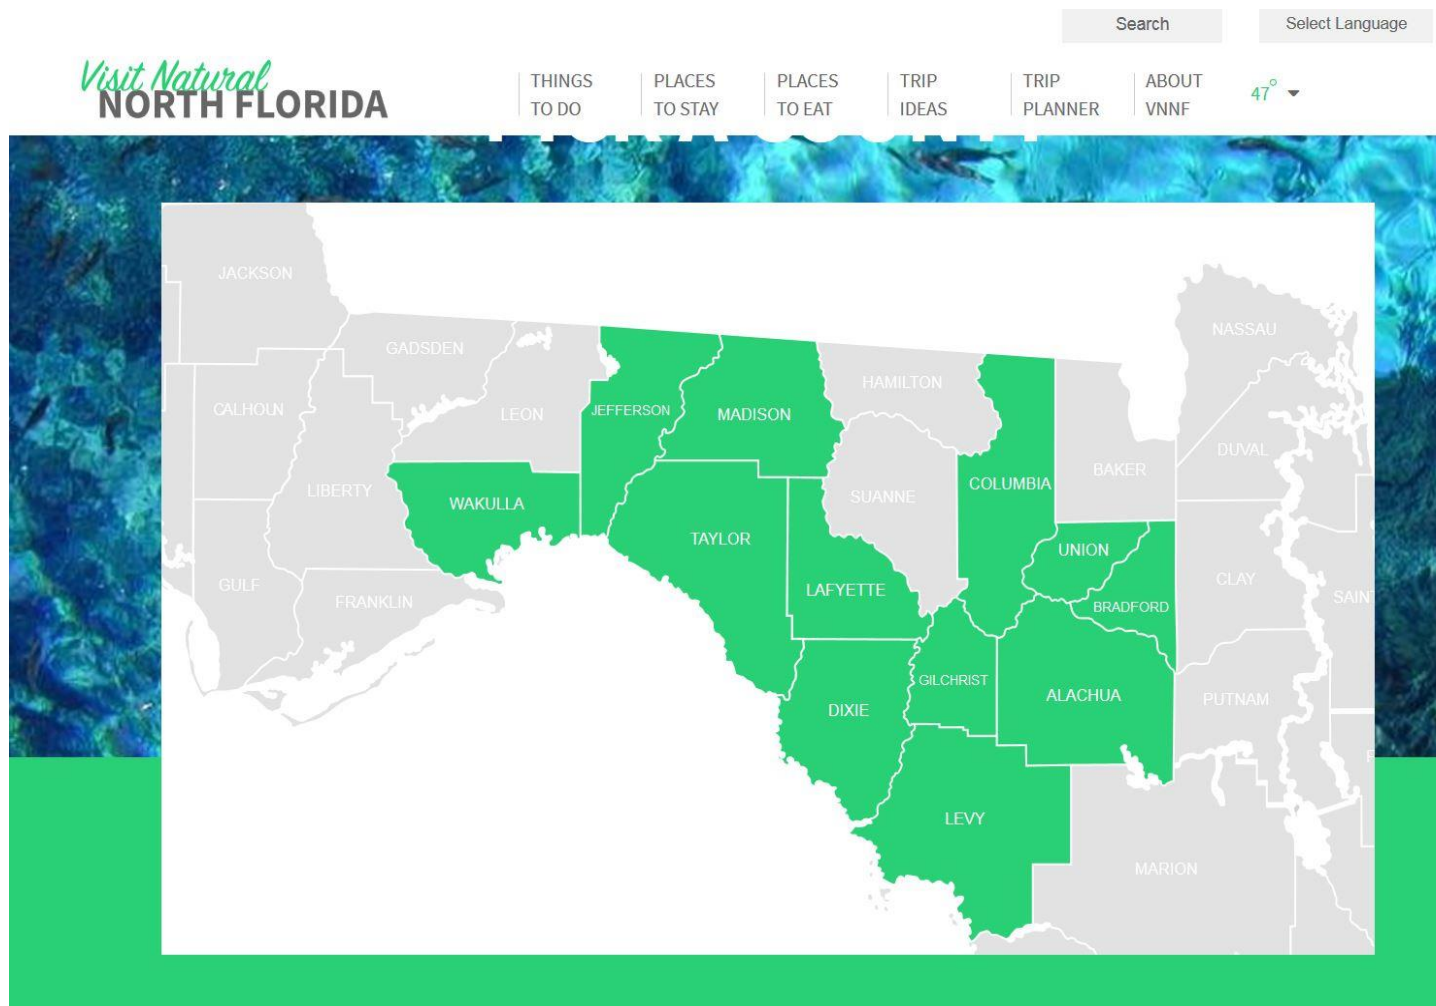 Search
Select Language
Visit Natural
NORTH FLORIDA
THINGS
TO DO
PLACES
TO STAY
PLACES
TO EAT
TRIP
IDEAS
TRIP
PLANNER
ABOUT
VNNF
47°
JACKSON
NASSAU
GADSDEN
HAMILTON
CALHOUN
LEON
JEFFERSON
MADISON
DUVAL
BAKER
LIBERTY
WAKULLA
SUANNE
COLUMBIA
TAYLOR
UNION
GULF
FRANKLIN
LAFYETTE
CLAY
SAINT
BRADFORD
GILCHRIST
ALACHUA
PUTNAM
DIXIE
LEVY
MARION